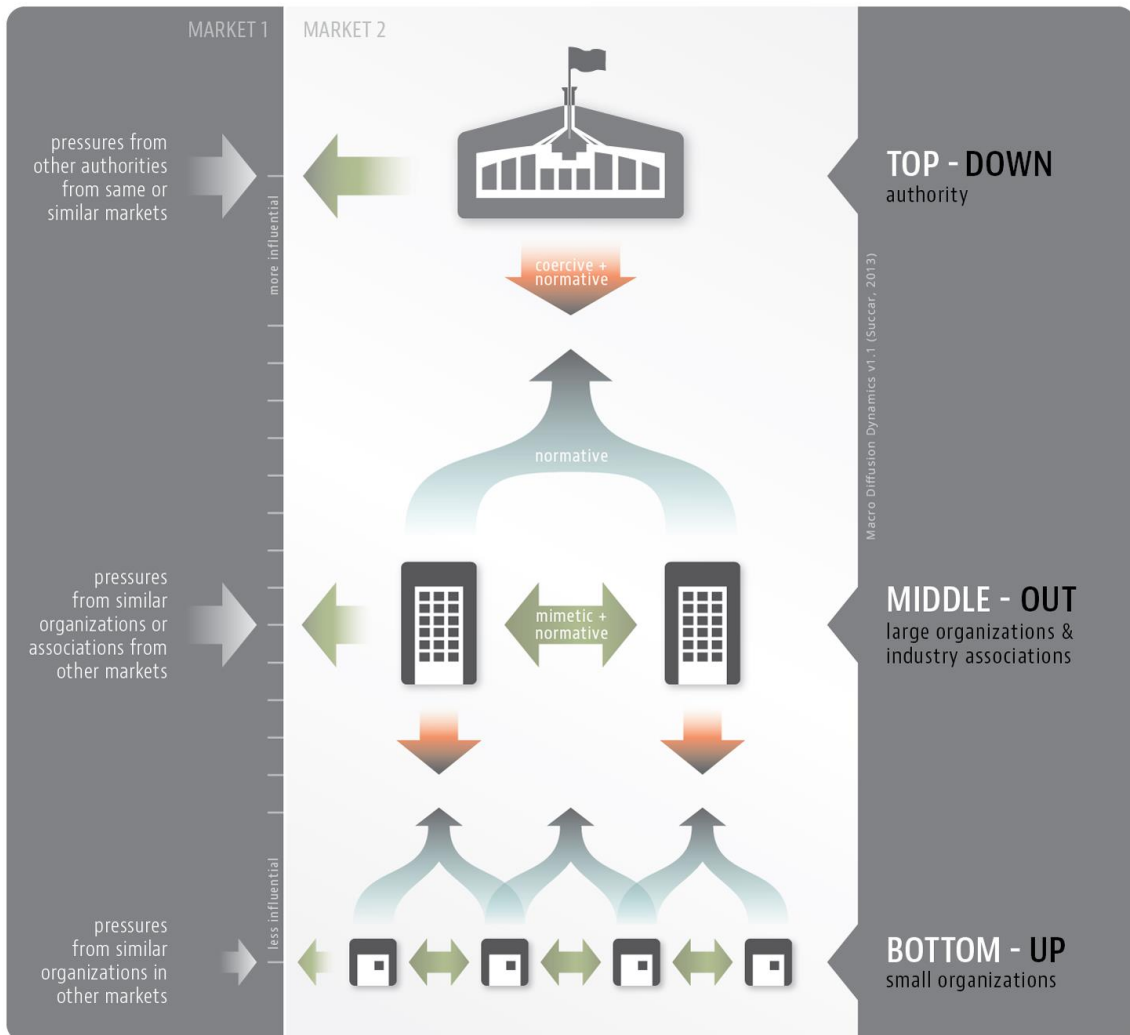 MARKET 1
MARKET 2
pressures from
other authorities
from same or
similar markets
more influential
coercive +
normative
TOP - DOWN
authority
Macro Diffusion Dynamics v1.1 (Succar, 2013)
normative
pressures
from similar
organizations or
associations from
other markets
mimetic +
normative
MIDDLE - OUT
large organizations &
industry associations
less influential
pressures
from similar
organizations in
other markets
BOTTOM - UP
small organizations